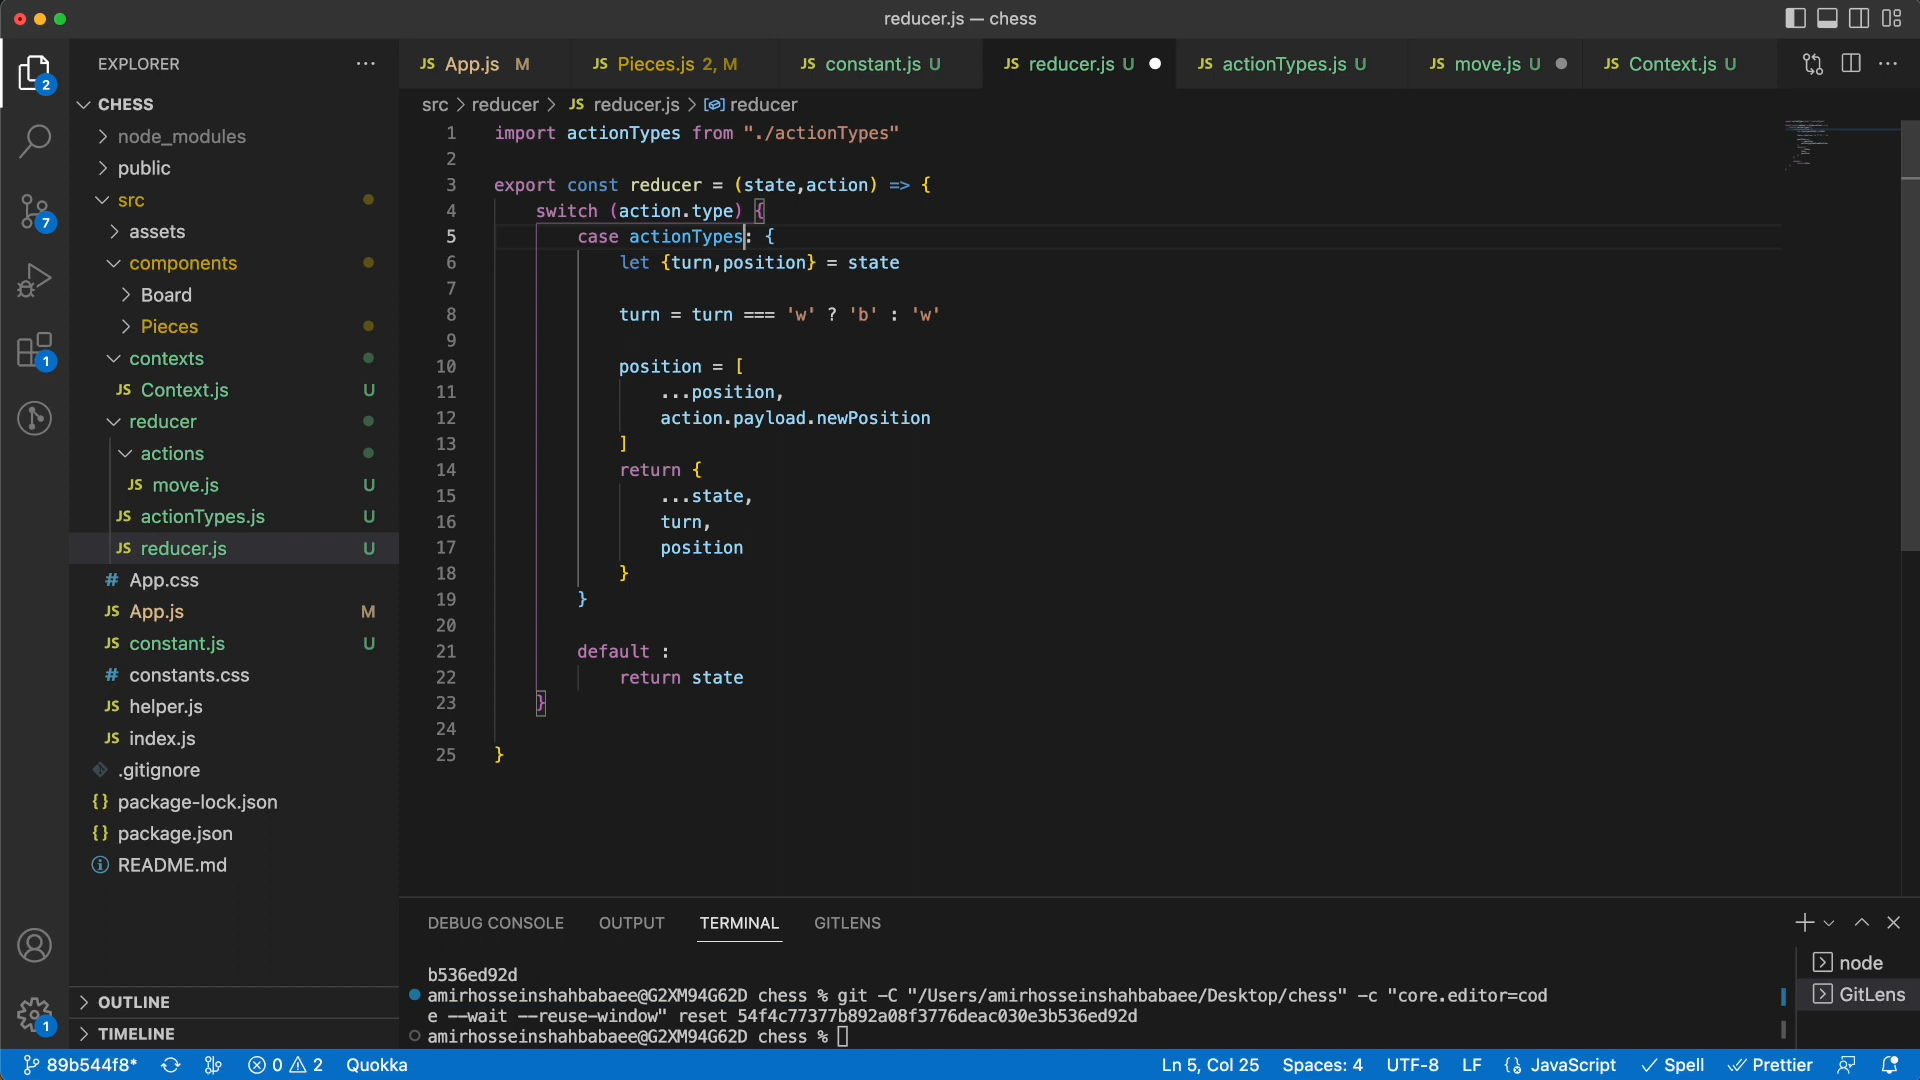 reducer.js — chess
EXPLORER
CHESS
node_modules
public
src
assets
components
Board
Pieces
contexts
JS Context.js U
reducer
actions
JS move.js U
JS actionTypes.js U
JS reducer.js U
# App.css
JS App.js M
JS constant.js U
# constants.css
JS helper.js
JS index.js
.gitignore
{} package-lock.json
{} package.json
README.md
OUTLINE
TIMELINE
2
7
1
1
JS App.js M
JS Pieces.js 2, M
JS constant.js U
JS reducer.js U
JS actionTypes.js U
JS move.js U
JS Context.js U
src > reducer > JS reducer.js > reducer
1 import actionTypes from "./actionTypes"
2
3 export const reducer = (state,action) => {
4 switch (action.type) {
5 case actionTypes: {
6 let {turn,position} = state
7
8 turn = turn === 'w' ? 'b' : 'w'
9
10 position = [
11 ...position,
12 action.payload.newPosition
13 ]
14 return {
15 ...state,
16 turn,
17 position
18 }
19 }
20
21 default :
22 return state
23 }
24
25 }
DEBUG CONSOLE OUTPUT TERMINAL GITLENS
b536ed92d
amirhosseinshahbabaee@G2XM94G62D chess % git -C "/Users/amirhosseinshahbabaee/Desktop/chess" -c "core.editor=cod
e --wait --reuse-window" reset 54f4c77377b892a08f3776deac030e3b536ed92d
amirhosseinshahbabaee@G2XM94G62D chess %
node
GitLens
89b544f8* 0 2 Quokka
Ln 5, Col 25 Spaces: 4 UTF-8 LF {} JavaScript Spell Prettier